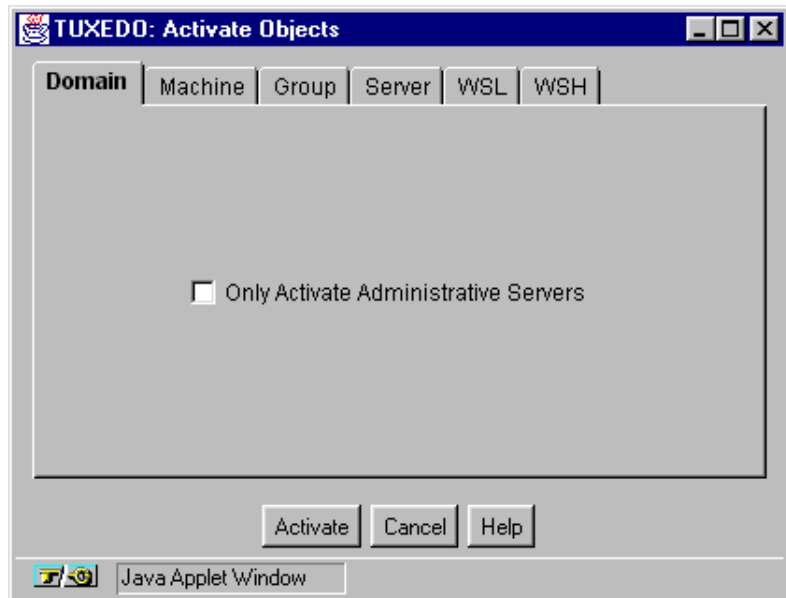 TUXEDO: Activate Objects
Domain Machine Group Server WSL WSH
Only Activate Administrative Servers
Activate Cancel Help
Java Applet Window